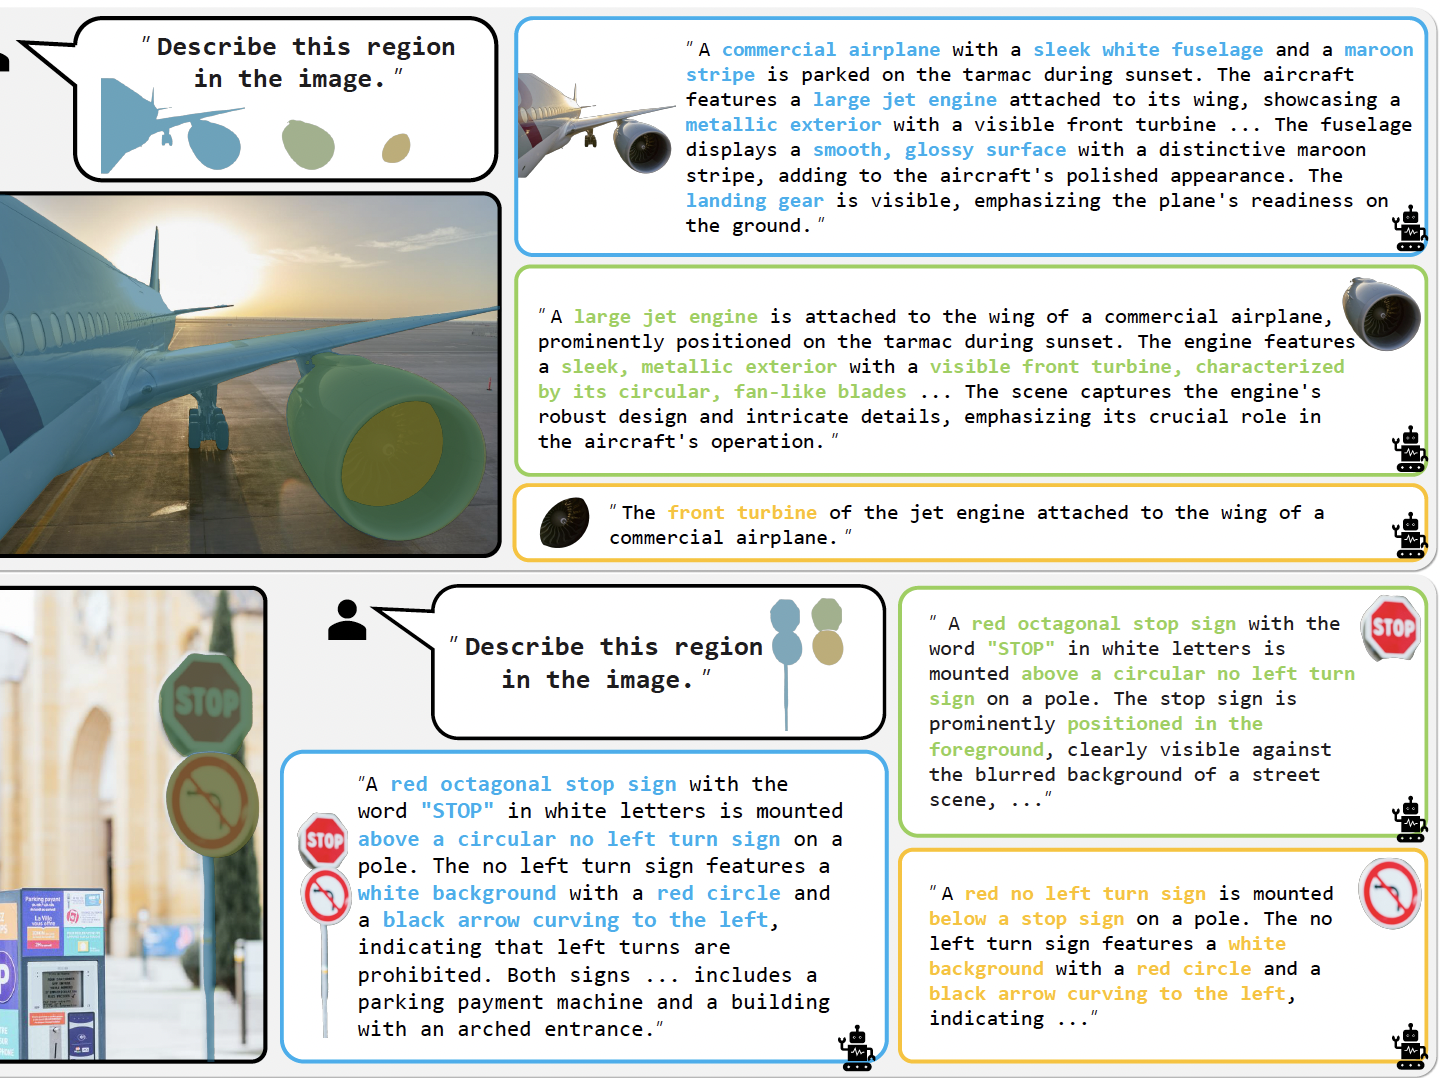 "Describe this region
in the image."
"A commercial airplane with a sleek white fuselage and a maroon
stripe is parked on the tarmac during sunset. The aircraft
features a large jet engine attached to its wing, showcasing a
metallic exterior with a visible front turbine ... The fuselage
displays a smooth, glossy surface with a distinctive maroon
stripe, adding to the aircraft's polished appearance. The
landing gear is visible, emphasizing the plane's readiness on
the ground."
"A large jet engine is attached to the wing of a commercial airplane,
prominently positioned on the tarmac during sunset. The engine features
a sleek, metallic exterior with a visible front turbine, characterized
by its circular, fan-like blades ... The scene captures the engine's
robust design and intricate details, emphasizing its crucial role in
the aircraft's operation."
"The front turbine of the jet engine attached to the wing of a
commercial airplane."
STOP
Parking payant
La Ville
vous offre
"Describe this region
in the image."
STOP
"A red octagonal stop sign with the
word "STOP" in white letters is mounted
above a circular no left turn sign on a
pole. The no left turn sign features a
white background with a red circle and
a black arrow curving to the left,
indicating that left turns are
prohibited. Both signs ... includes a
parking payment machine and a building
with an arched entrance."
STOP
" A red octagonal stop sign with the
word "STOP" in white letters is
mounted above a circular no left turn
sign on a pole. The stop sign is
prominently positioned in the
foreground, clearly visible against
the blurred background of a street
scene, ..."
"A red no left turn sign is mounted
below a stop sign on a pole. The no
left turn sign features a white
background with a red circle and a
black arrow curving to the left,
indicating ..."